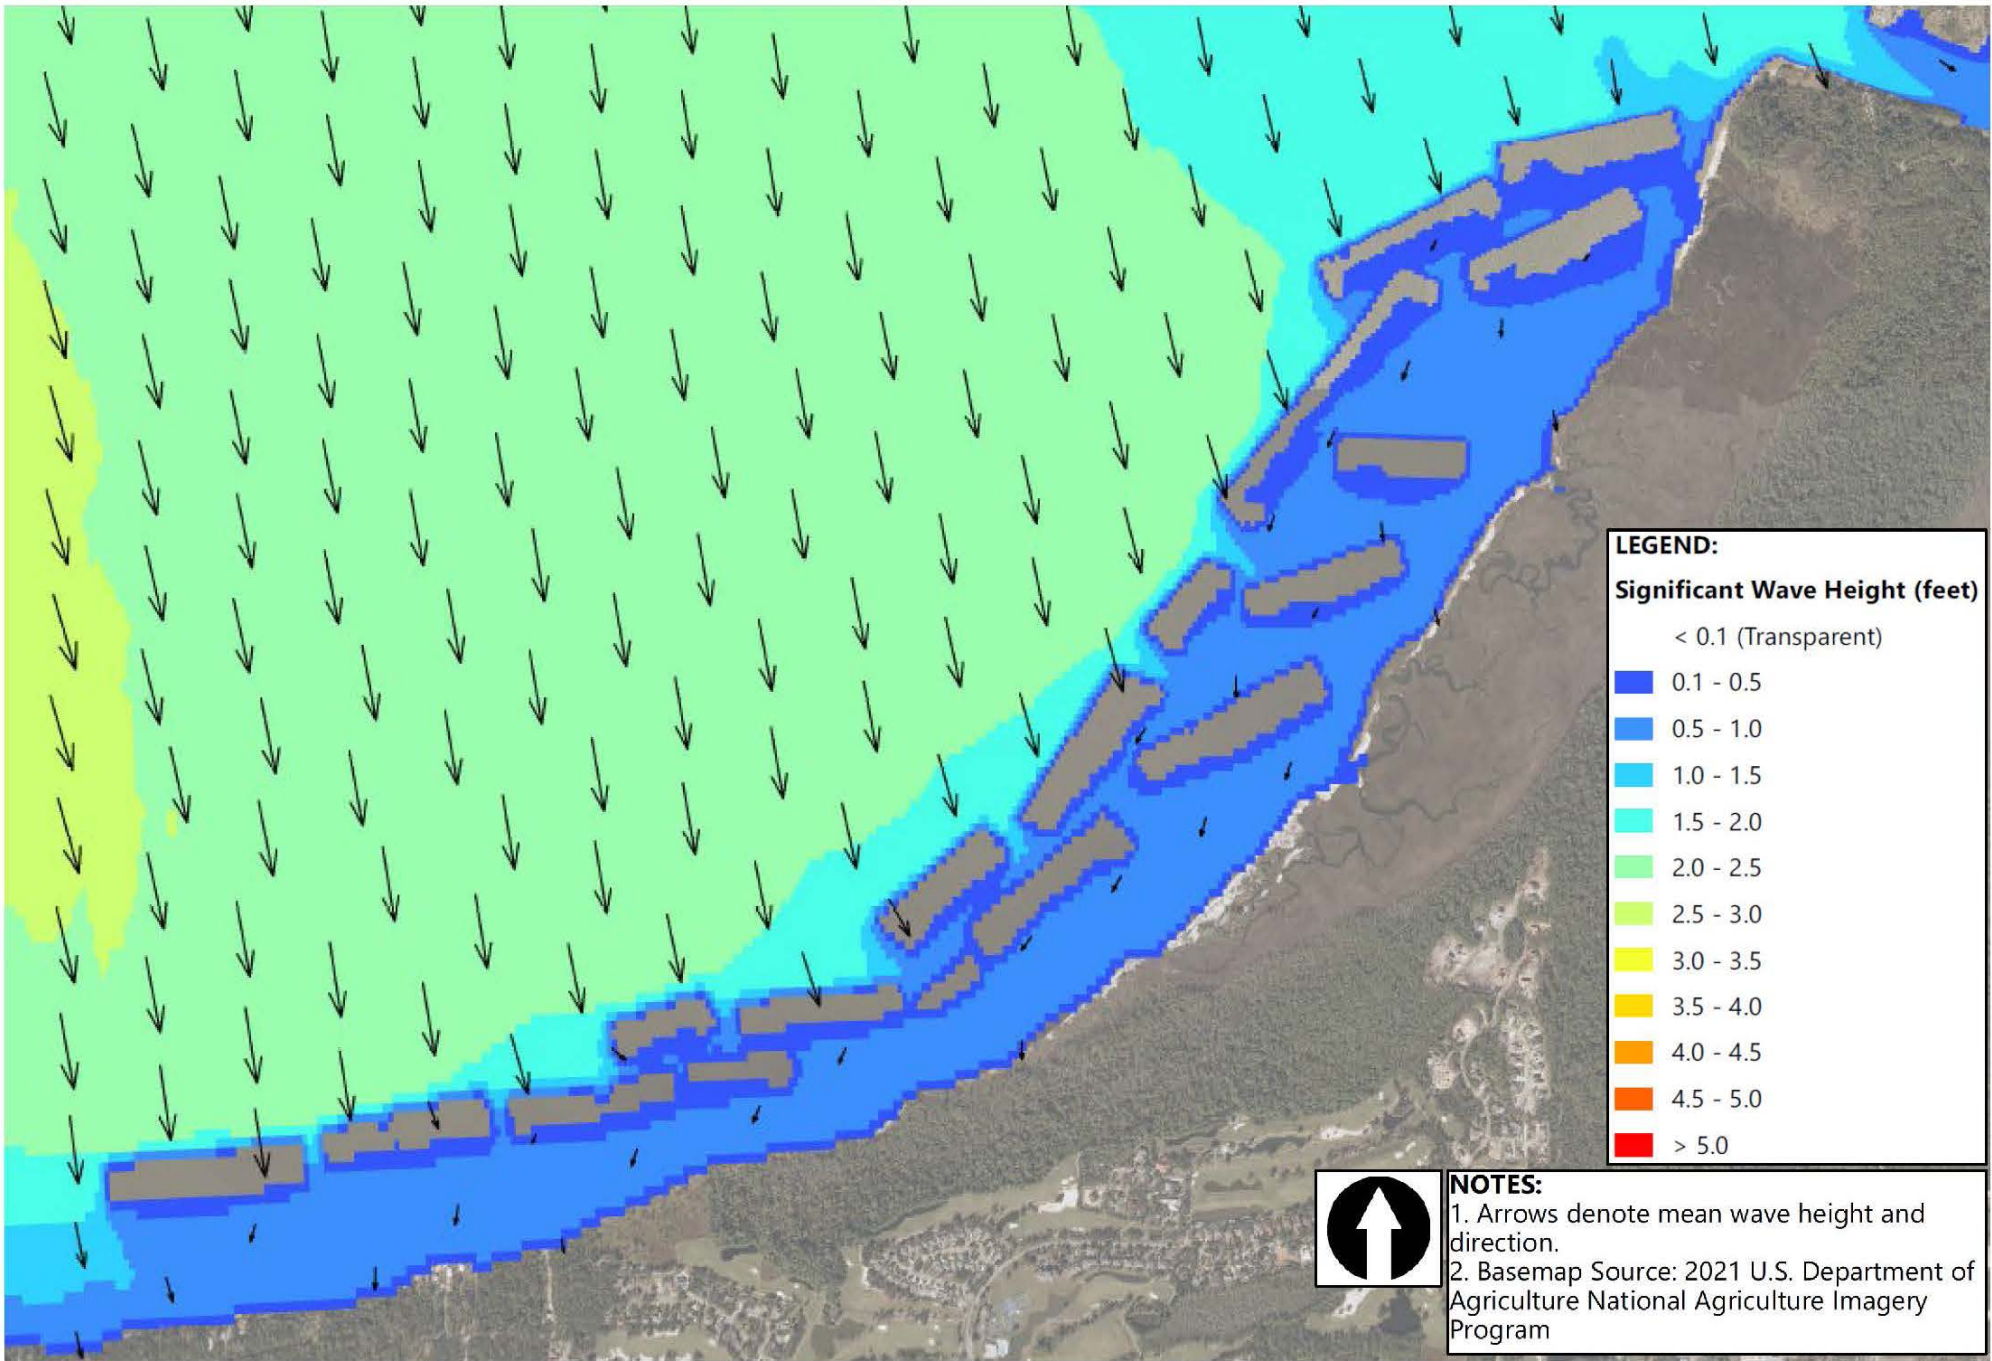 LEGEND:
Significant Wave Height (feet)
< 0.1 (Transparent)
0.1 - 0.5
0.5 - 1.0
1.0 - 1.5
1.5 - 2.0
2.0 - 2.5
2.5 - 3.0
3.0 - 3.5
3.5 - 4.0
4.0 - 4.5
4.5 - 5.0
> 5.0
NOTES:
1. Arrows denote mean wave height and
direction.
2. Basemap Source: 2021 U.S. Department of
Agriculture National Agriculture Imagery
Program